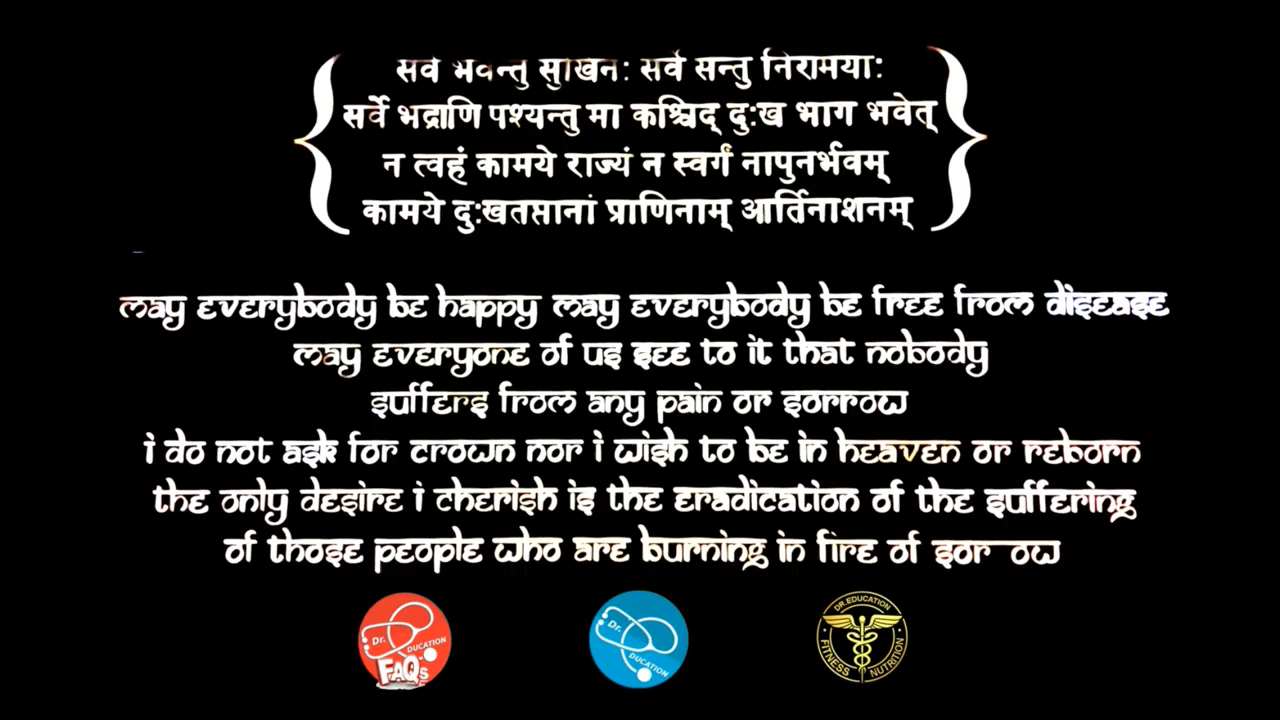 सर्वे भवन्तु सुखिन: सर्वे सन्तु निरामया:
सर्वे भद्राणि पश्यन्तु मा कश्चिद् दु:ख भाग भवेत्
न त्वहं कामये राज्यं न स्वर्गं नापुनर्भवम्
कामये दु:खतप्तानां प्राणिनाम् आर्तिनाशनम्
may everybody be happy may everybody be free from disease
may everyone of us see to it that nobody
suffers from any pain or sorrow
i do not ask for crown nor i wish to be in heaven or reborn
the only desire i cherish is the eradication of the suffering
of those people who are burning in fire of sor ow
Dr. DUCATION
FAQs
DUCATION
DR.EDUCATION
FITNESS NUTRITION